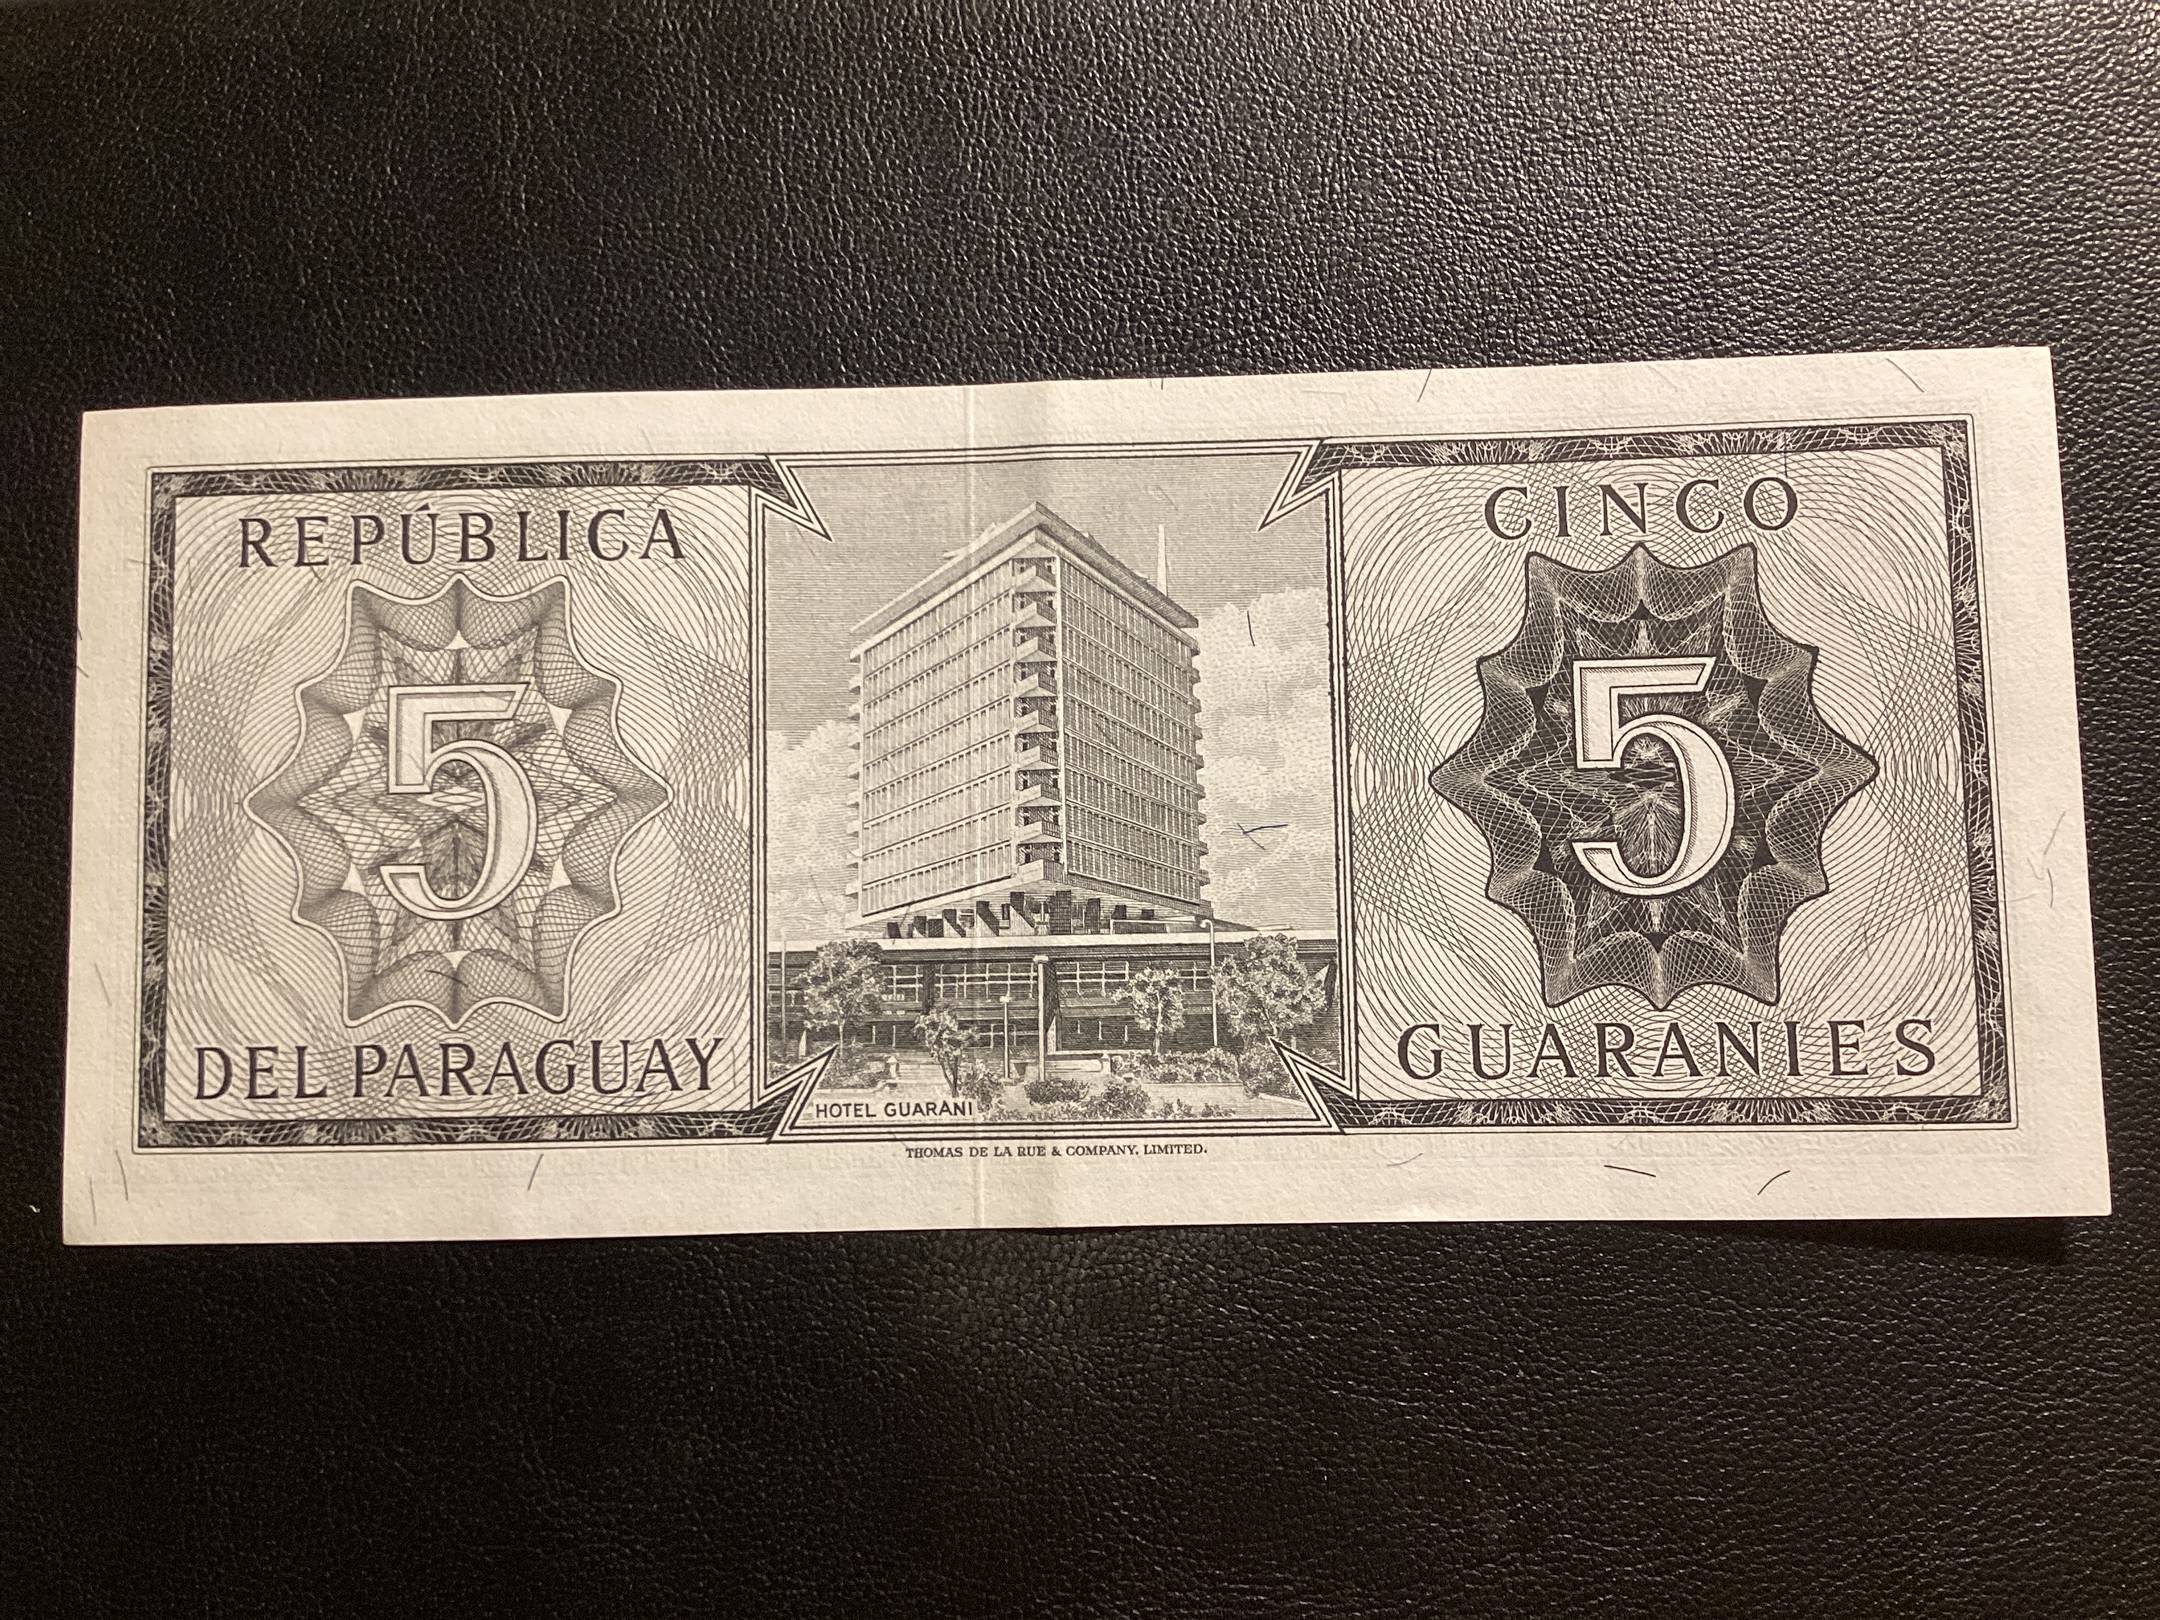 REPÚBLICA
5
DEL PARAGUAY
HOTEL GUARANI
CINCO
5
GUARANIES
THOMAS DE LA RUE & COMPANY, LIMITED.